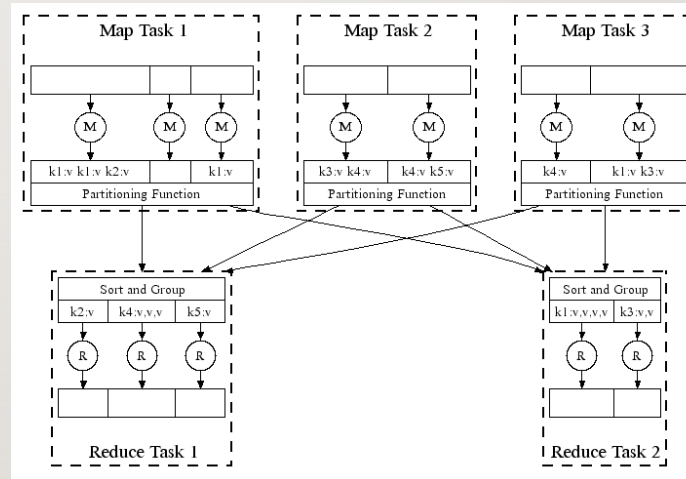 Map Task 1 Map Task 2 Map Task 3
M M M M M M M
k1:v k1:v k2:v k1:v k3:v k4:v k4:v k5:v k4:v k1:v k3:v
Partitioning Function Partitioning Function Partitioning Function
Sort and Group Sort and Group
k2:v k4:v,v,v k5:v k1:v,v,v,v k3:v,v
R R R R R
Reduce Task 1 Reduce Task 2